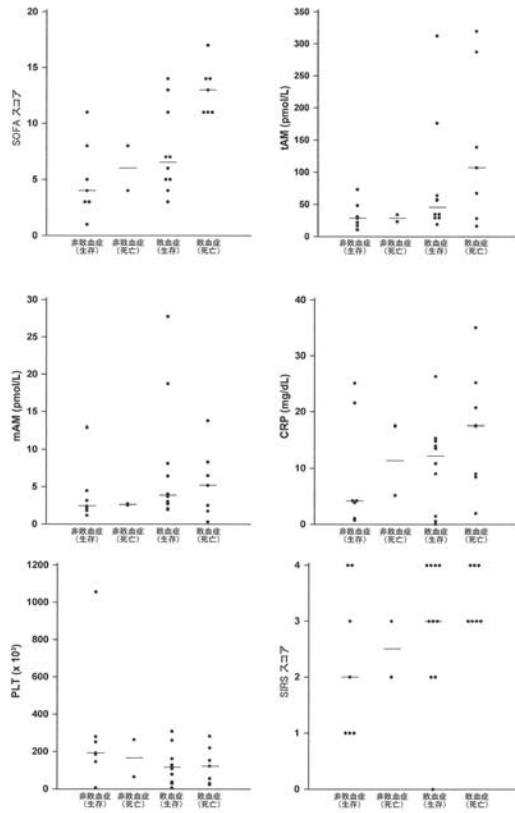 20
15
10
5
0
SOFA スコア
非敗血症 非敗血症 敗血症 敗血症
(生存) (死亡) (生存) (死亡)
350
300
250
200
150
100
50
0
tAM (pmol/L)
非敗血症 非敗血症 敗血症 敗血症
(生存) (死亡) (生存) (死亡)
30
25
20
15
10
5
0
mAM (pmol/L)
非敗血症 非敗血症 敗血症 敗血症
(生存) (死亡) (生存) (死亡)
40
30
20
10
0
CRP (mg/dL)
非敗血症 非敗血症 敗血症 敗血症
(生存) (死亡) (生存) (死亡)
1200
1000
800
600
400
200
0
PLT (x 10³)
非敗血症 非敗血症 敗血症 敗血症
(生存) (死亡) (生存) (死亡)
4
3
2
1
0
SIRS スコア
非敗血症 非敗血症 敗血症 敗血症
(生存) (死亡) (生存) (死亡)